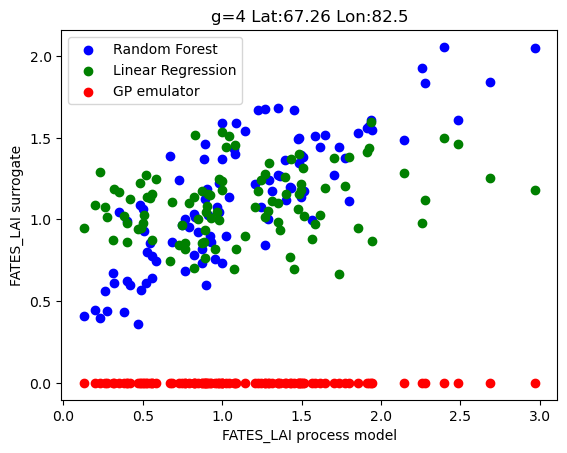 g=4 Lat:67.26 Lon:82.5
Random Forest
Linear Regression
GP emulator
2.0
1.5
1.0
0.5
0.0
FATES_LAI surrogate
0.0 0.5 1.0 1.5 2.0 2.5 3.0
FATES_LAI process model